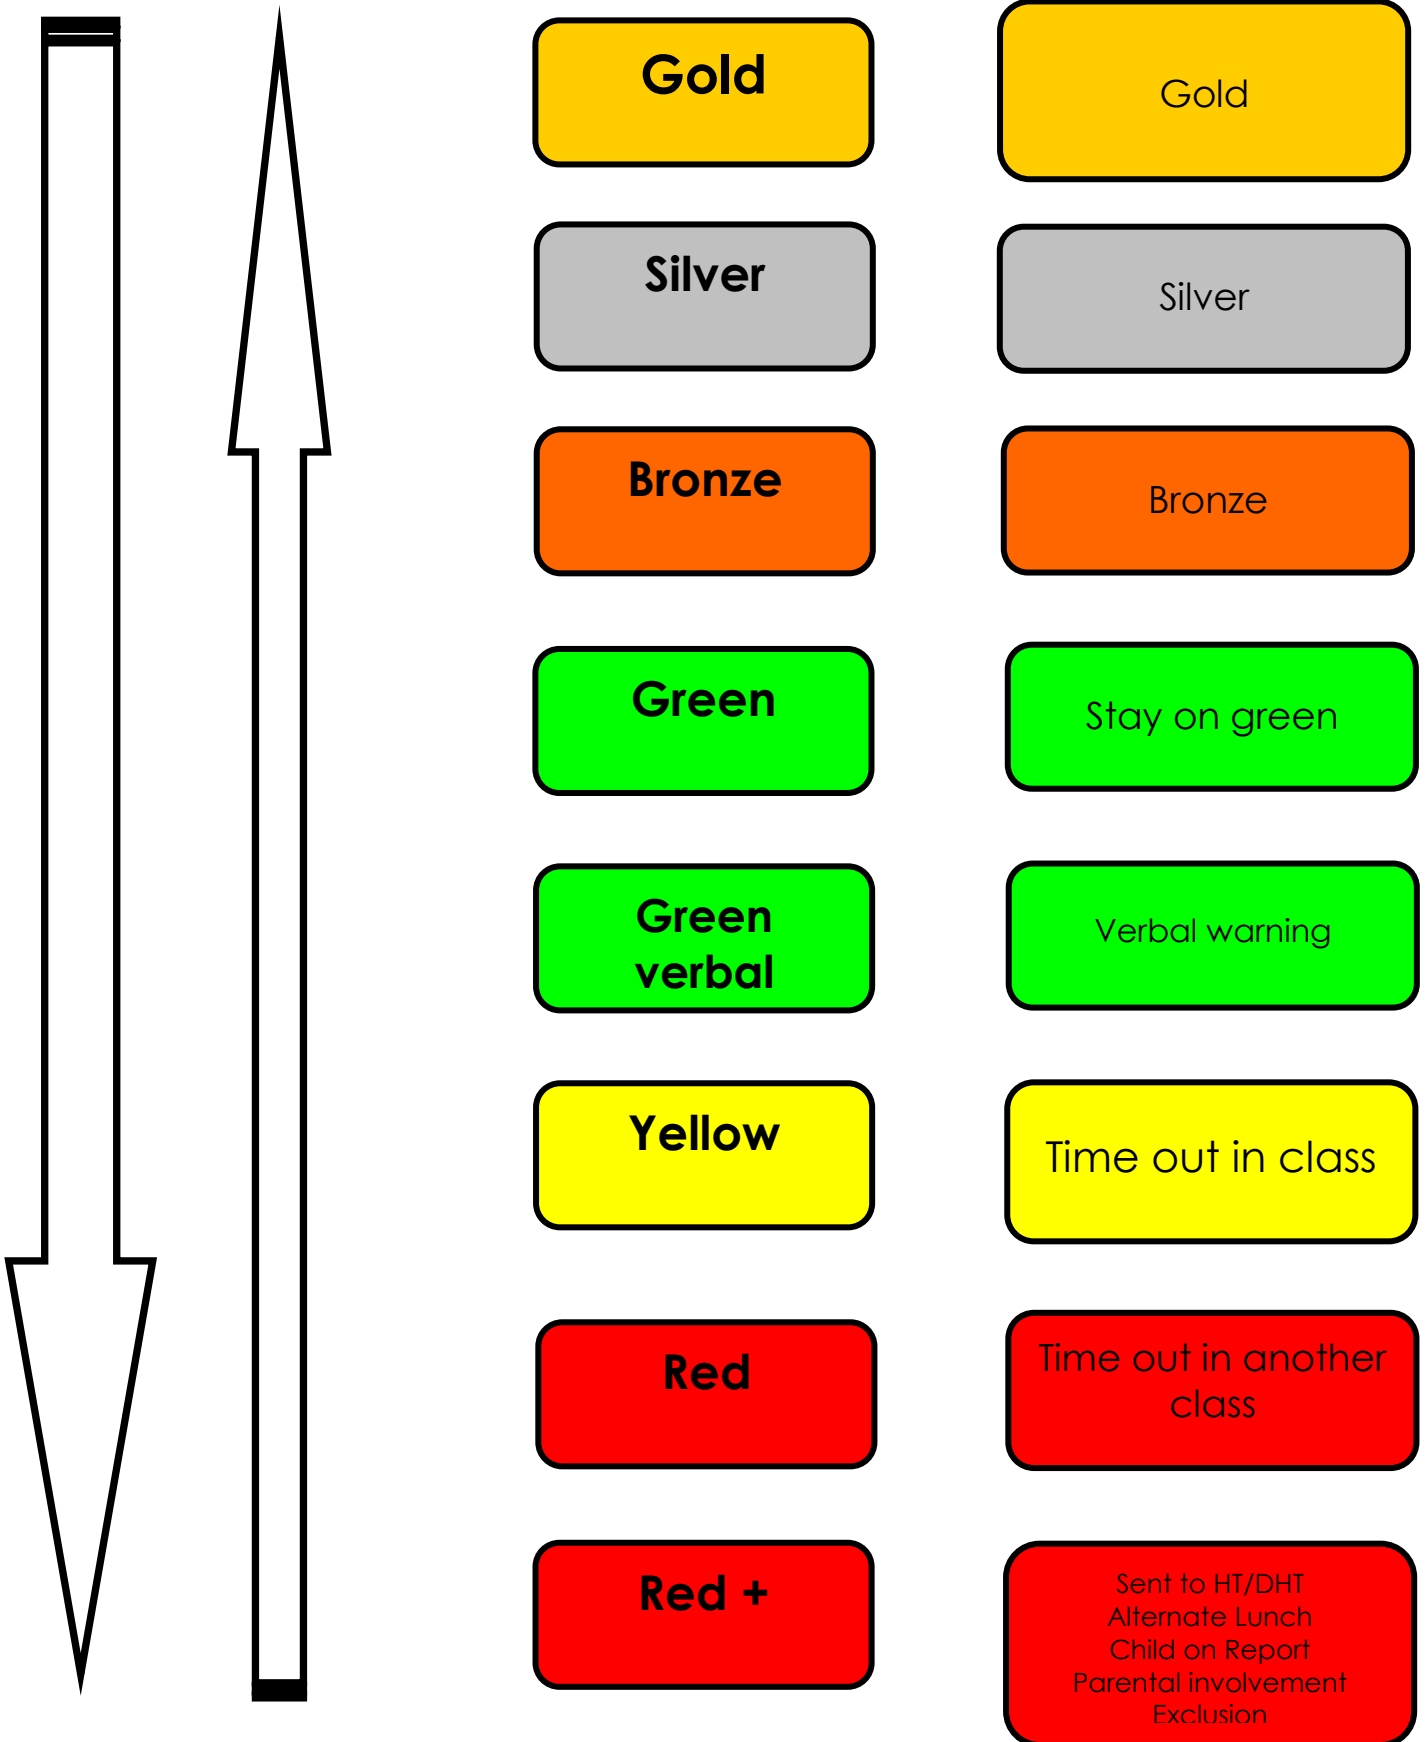 Gold
Gold
Silver
Silver
Bronze
Bronze
Green
Stay on green
Green
verbal
Verbal warning
Yellow
Time out in class
Red
Time out in another
class
Red +
Sent to HT/DHT
Alternate Lunch
Child on Report
Parental involvement
Exclusion